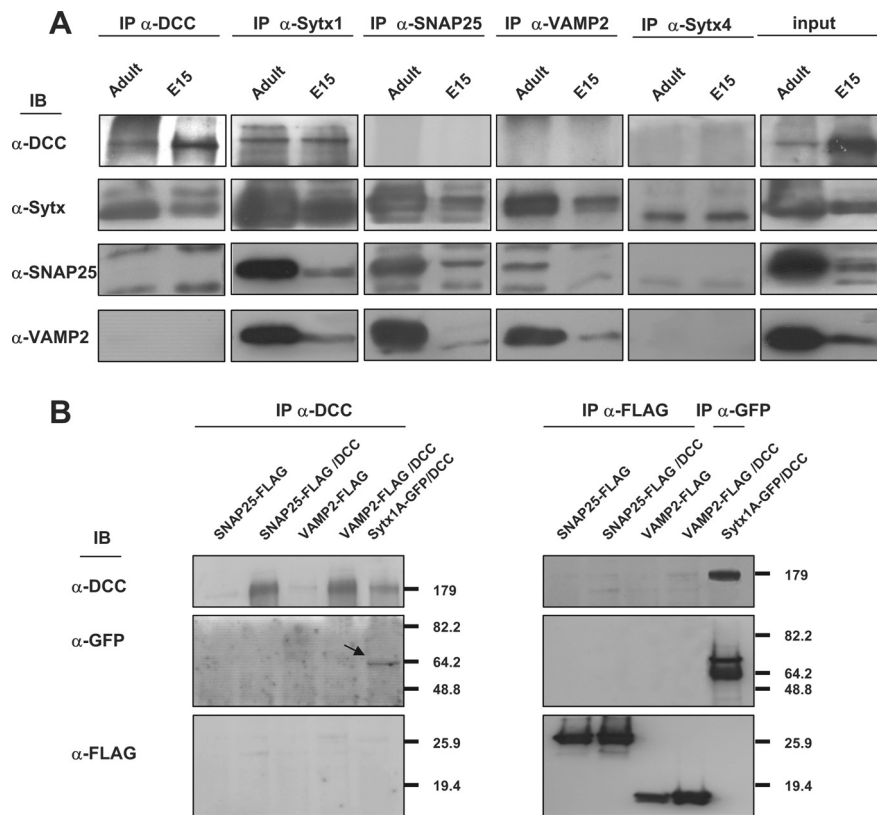 A
IP α-DCC IP α-Sytx1 IP α-SNAP25 IP α-VAMP2 IP α-Sytx4 input
Adult E15 Adult E15 Adult E15 Adult E15 Adult E15 Adult E15
IB
α-DCC
α-Sytx
α-SNAP25
α-VAMP2
B
IP α-DCC IP α-FLAG IP α-GFP
SNAP25-FLAG SNAP25-FLAG /DCC VAMP2-FLAG VAMP2-FLAG /DCC Sytx1A-GFP/DCC SNAP25-FLAG SNAP25-FLAG /DCC VAMP2-FLAG VAMP2-FLAG /DCC Sytx1A-GFP/DCC
IB
α-DCC 179 179
α-GFP 82.2 82.2
64.2 64.2
48.8 48.8
α-FLAG 25.9 25.9
19.4 19.4